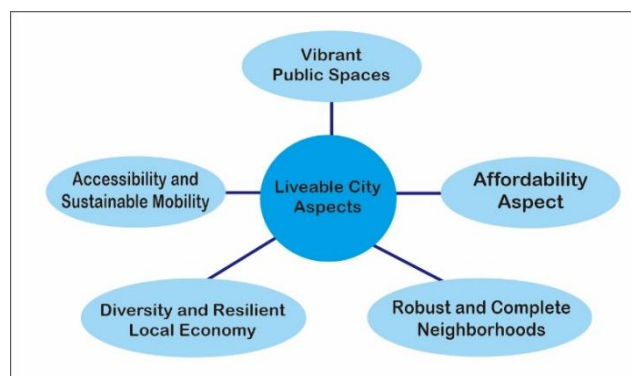 Vibrant
Public Spaces
Accessibility and
Sustainable Mobility
Liveable City
Aspects
Affordability
Aspect
Diversity and Resilient
Local Economy
Robust and Complete
Neighborhoods